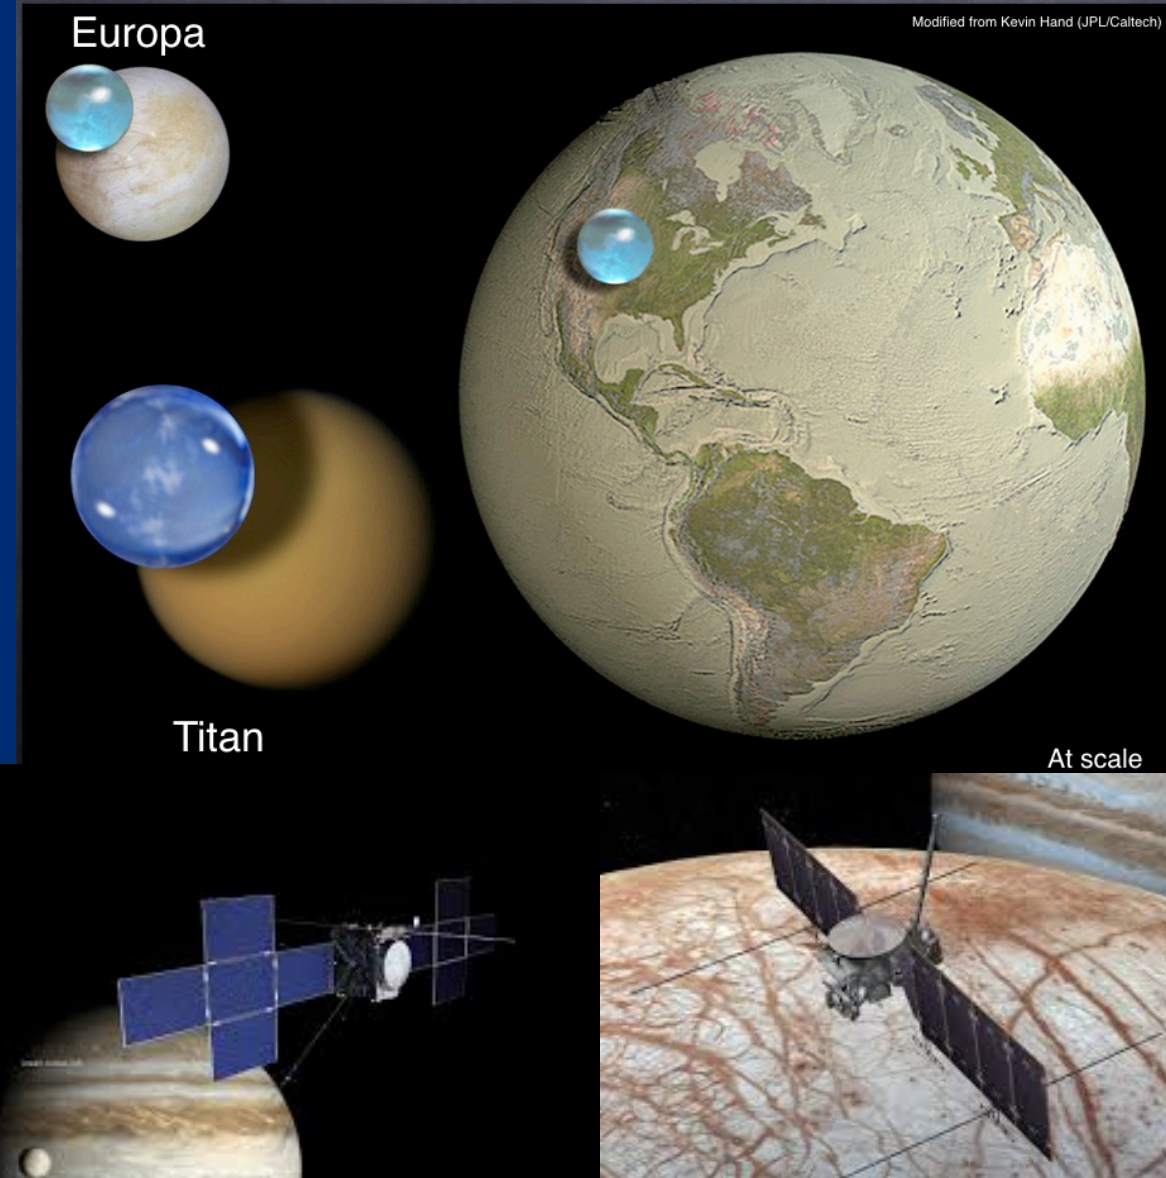 Europa
Modified from Kevin Hand (JPL/Caltech)
Titan
At scale